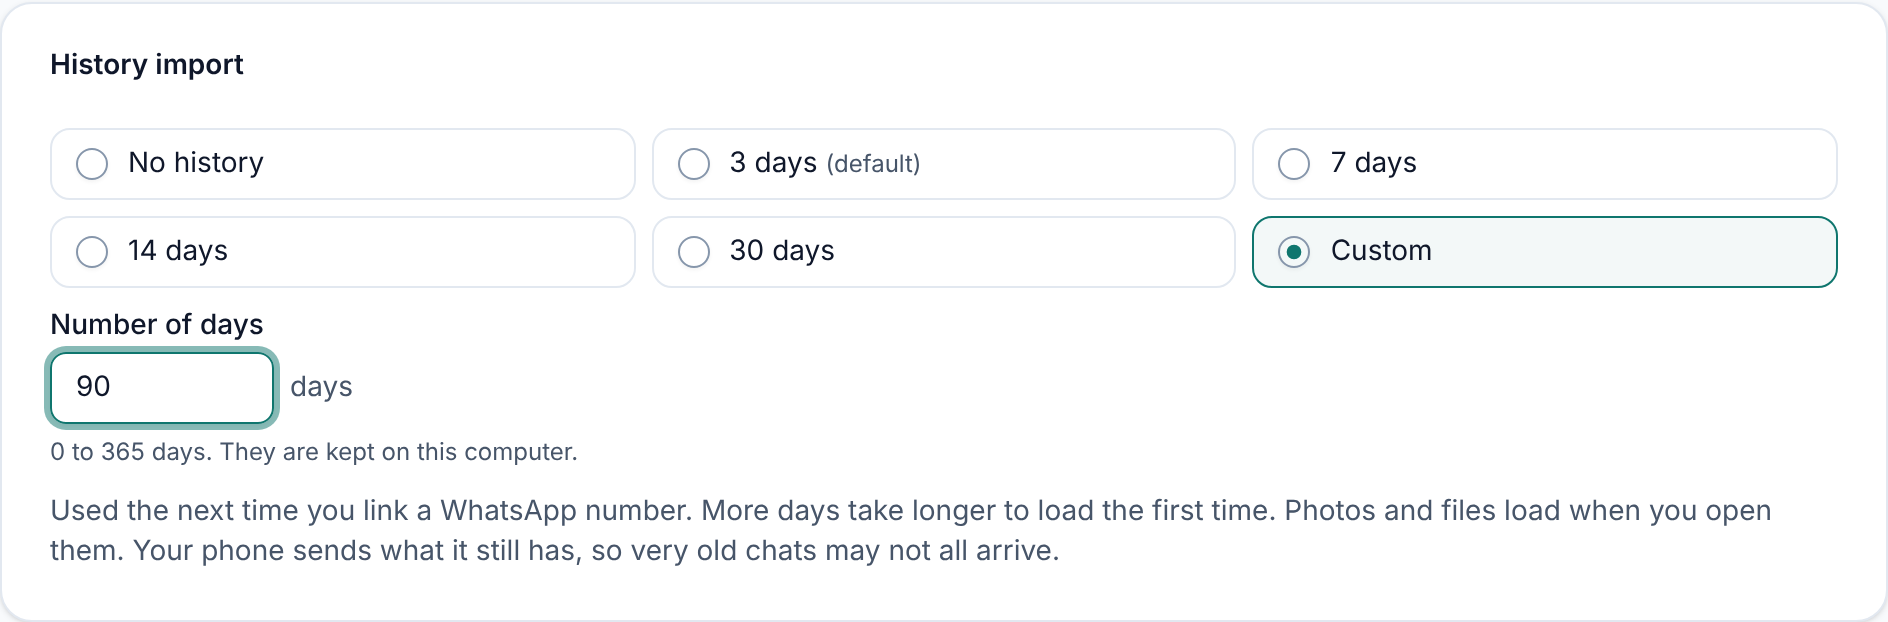 History import
No history
3 days (default)
7 days
14 days
30 days
Custom
Number of days
90 days
0 to 365 days. They are kept on this computer.
Used the next time you link a WhatsApp number. More days take longer to load the first time. Photos and files load when you open
them. Your phone sends what it still has, so very old chats may not all arrive.